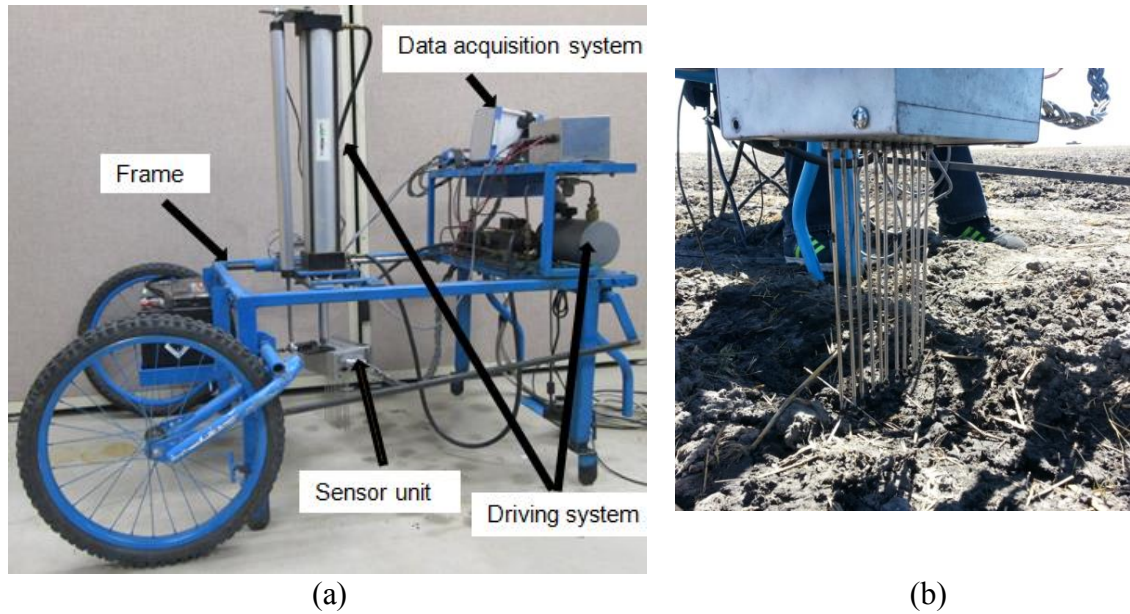 Data acquisition system
Frame
Sensor unit
Driving system
(a)
(b)